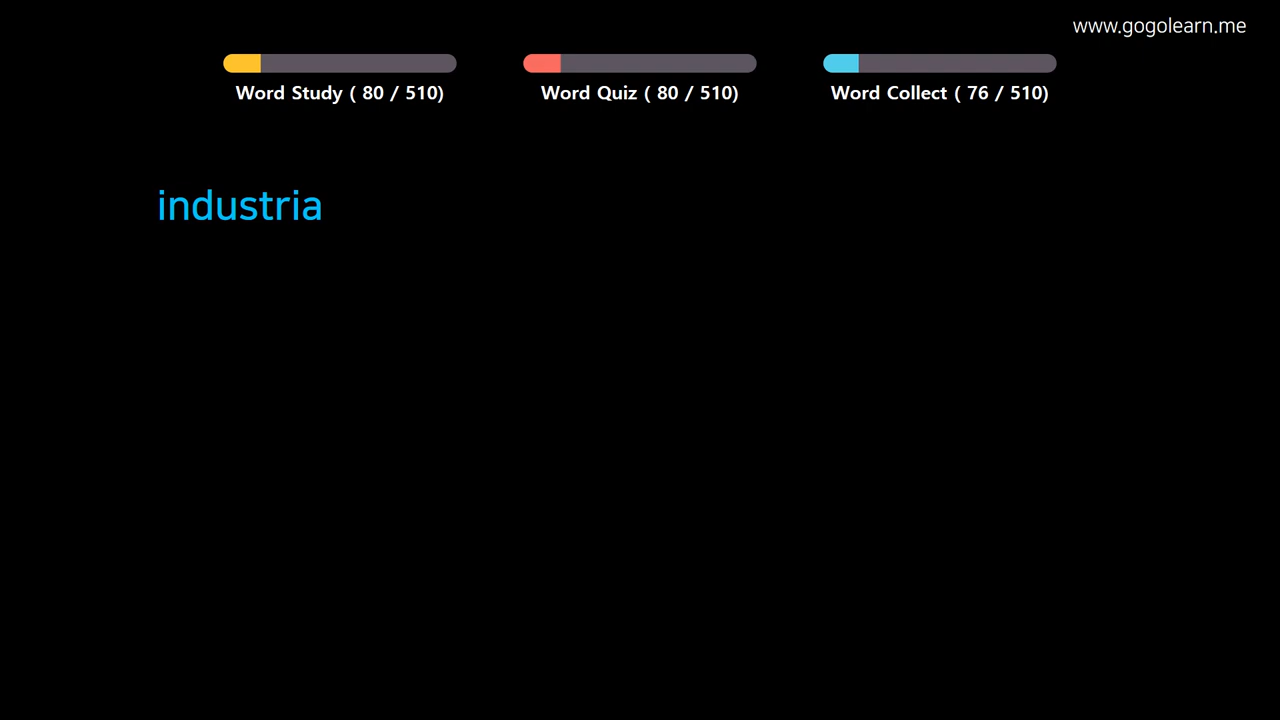 www.gogolearn.me
Word Study ( 80 / 510)
Word Quiz ( 80 / 510)
Word Collect ( 76 / 510)
industria